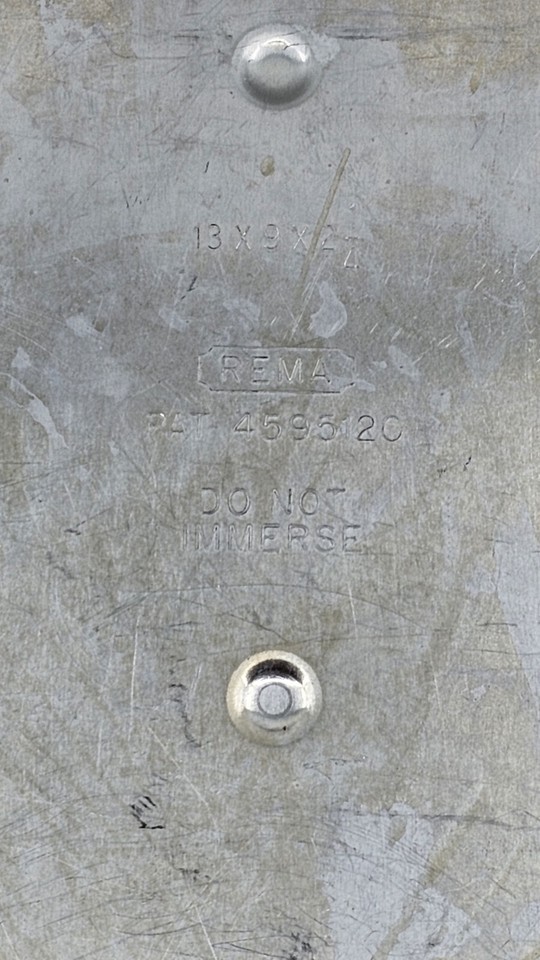 13 X 9 X 2 Z
REMA
PAT 4595120
DO NOT
IMMERSE